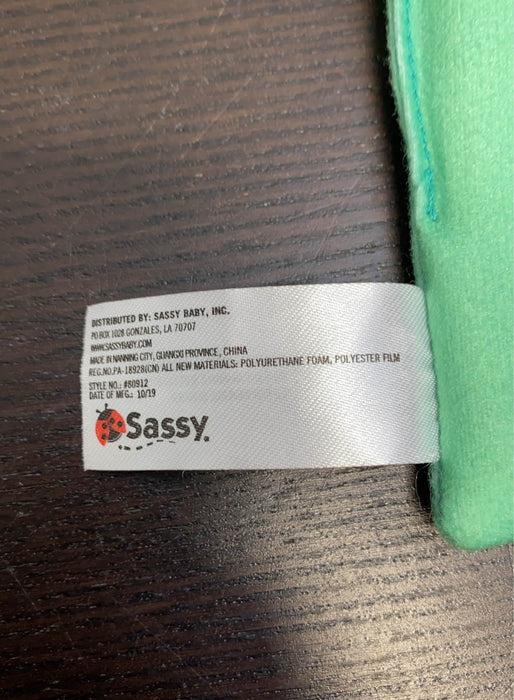 DISTRIBUTED BY: SASSY BABY, INC.
PO BOX 1028 GONZALES, LA 70707
WWW.SASSYBABY.COM
MADE IN NANNING CITY, GUANGXI PROVINCE, CHINA
REG.NO.PA-18928(CN) ALL NEW MATERIALS: POLYURETHANE FOAM, POLYESTER FILM
STYLE NO.: #80912
DATE OF MFG.: 10/19
Sassy.